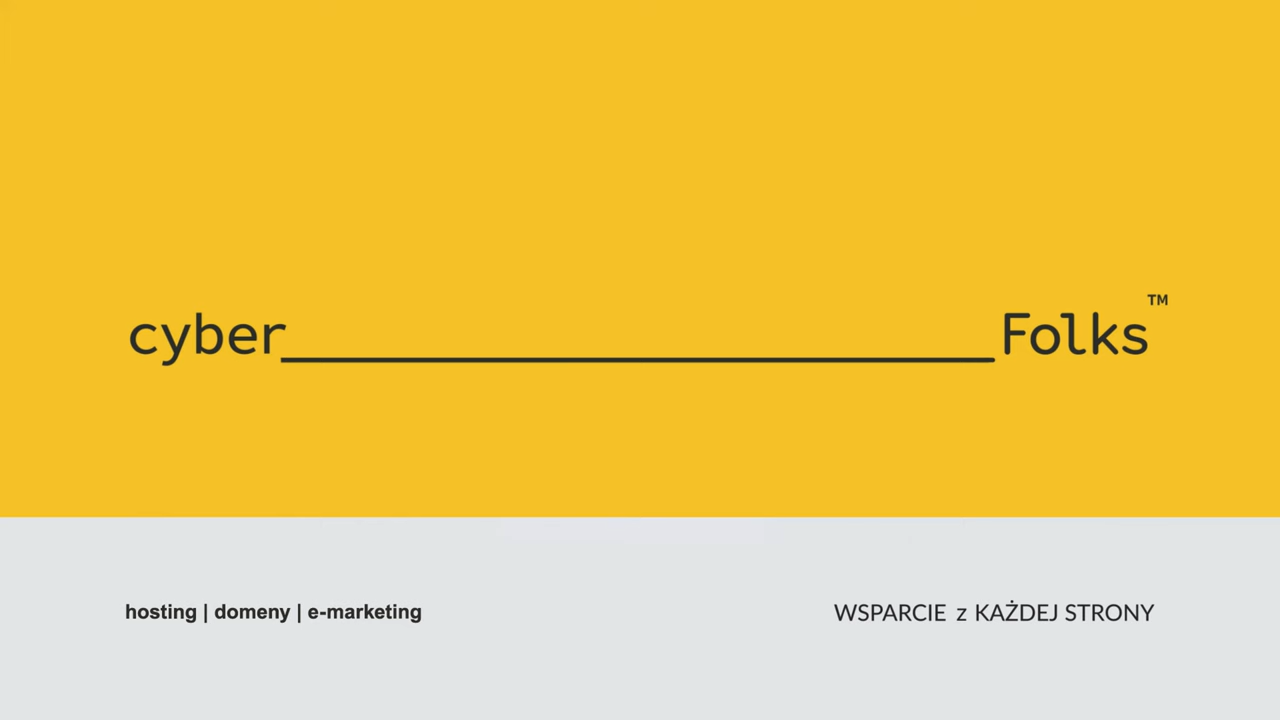 cyber_Folks™
hosting | domeny | e-marketing
WSPARCIE z KAŻDEJ STRONY